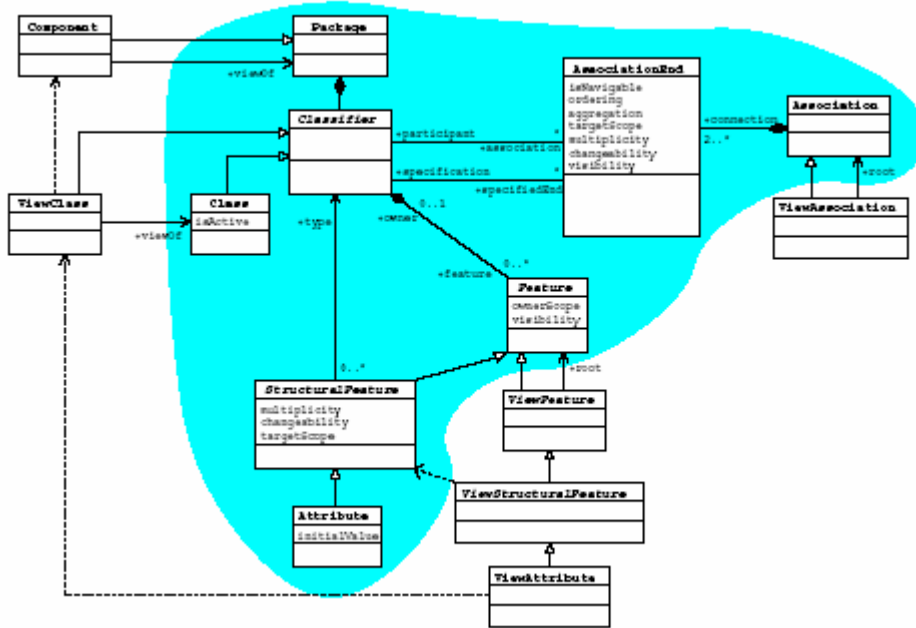 Component
Package
+viewOf
AssociationEnd
isNavigable
ordering
aggregation
targetScope
multiplicity
changeability
visibility
Association
+connection
2..*
+root
ViewAssociation
Classifier
+participant
*
+association
+specification
*
+specifiedEnd
0..1
+owner
ViewClass
Class
isActive
+viewOf
+type
+feature
0..*
Feature
ownerScope
visibility
0..*
+root
StructuralFeature
multiplicity
changeability
targetScope
ViewFeature
ViewStructuralFeature
Attribute
initialValue
ViewAttribute